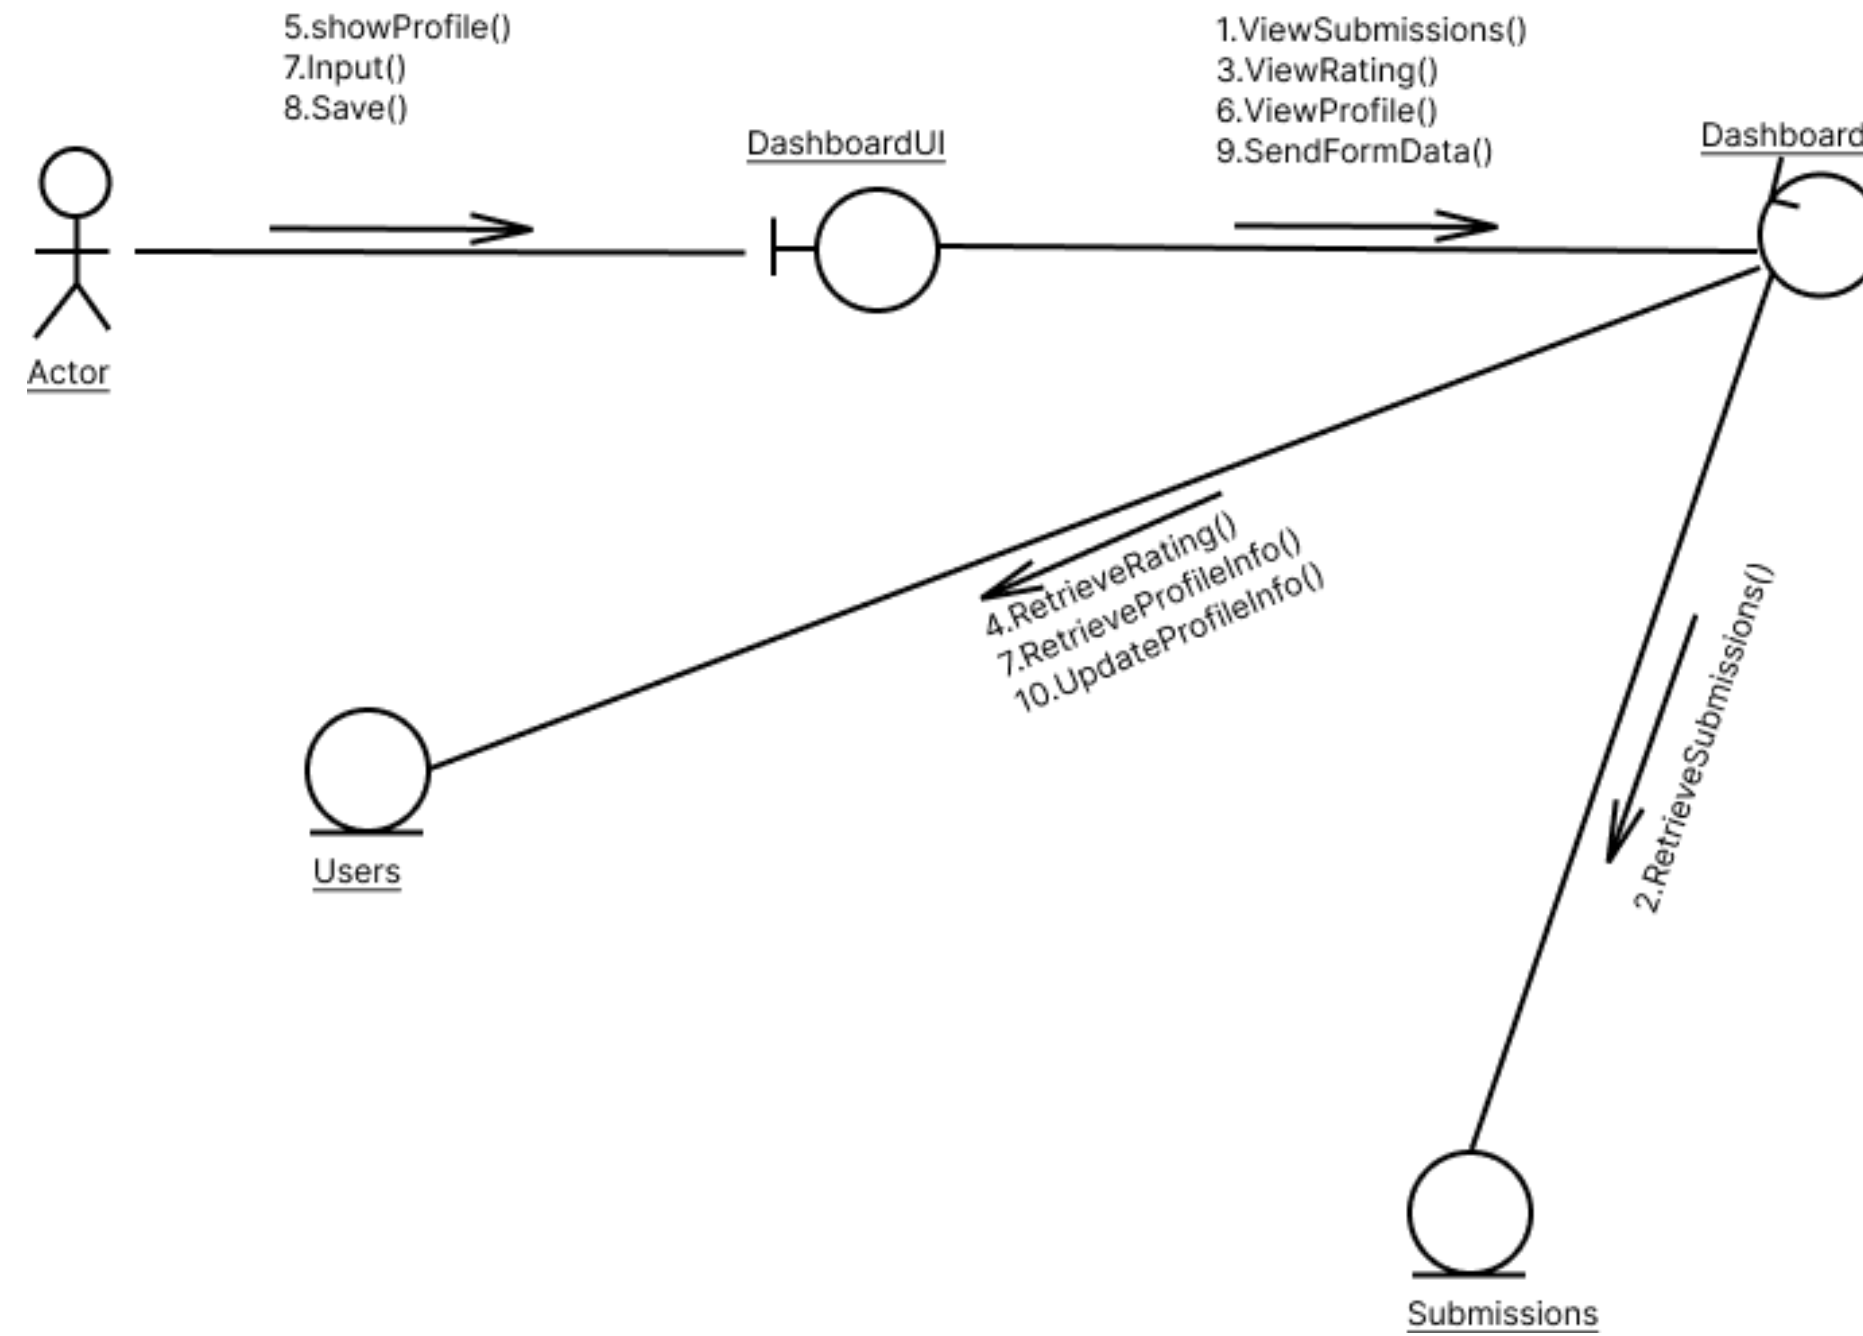 5.showProfile()
7.Input()
8.Save()
1.ViewSubmissions()
3.ViewRating()
6.ViewProfile()
9.SendFormData()
DashboardUI
Dashboard
Actor
4.RetrieveRating()
7.RetrieveProfileInfo()
10.UpdateProfileInfo()
2.RetrieveSubmissions()
Users
Submissions